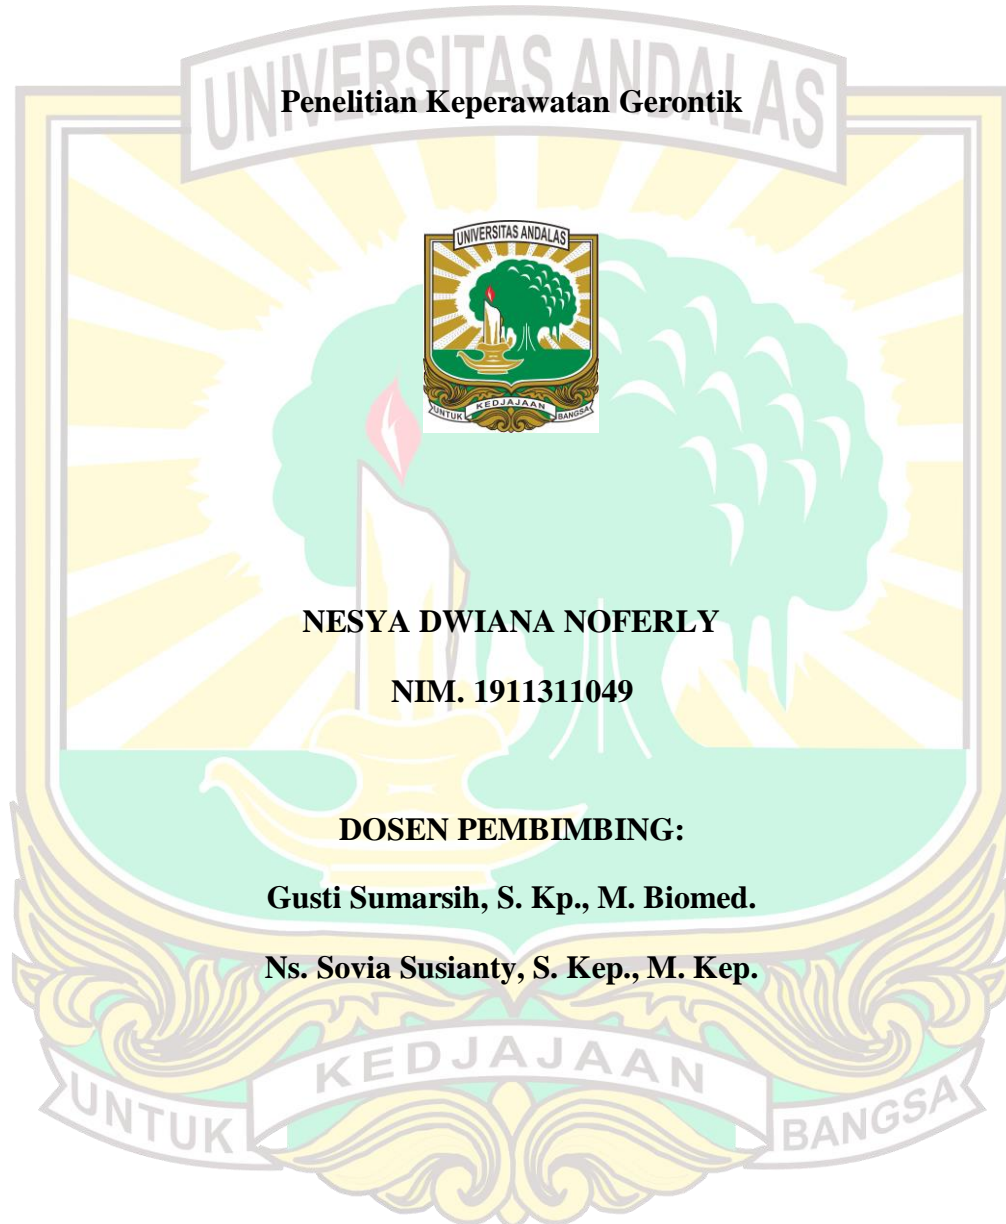 UNIVERSITAS ANDALAS
Penelitian Keperawatan Gerontik
UNIVERSITAS ANDALAS
UNTUK KEDJAJAAN BANGSA
NESYA DWIANA NOFERLY
NIM. 1911311049
DOSEN PEMBIMBING:
Gusti Sumarsih, S. Kp., M. Biomed.
Ns. Sovia Susianty, S. Kep., M. Kep.
UNTUK KEDJAJAAN BANGSA